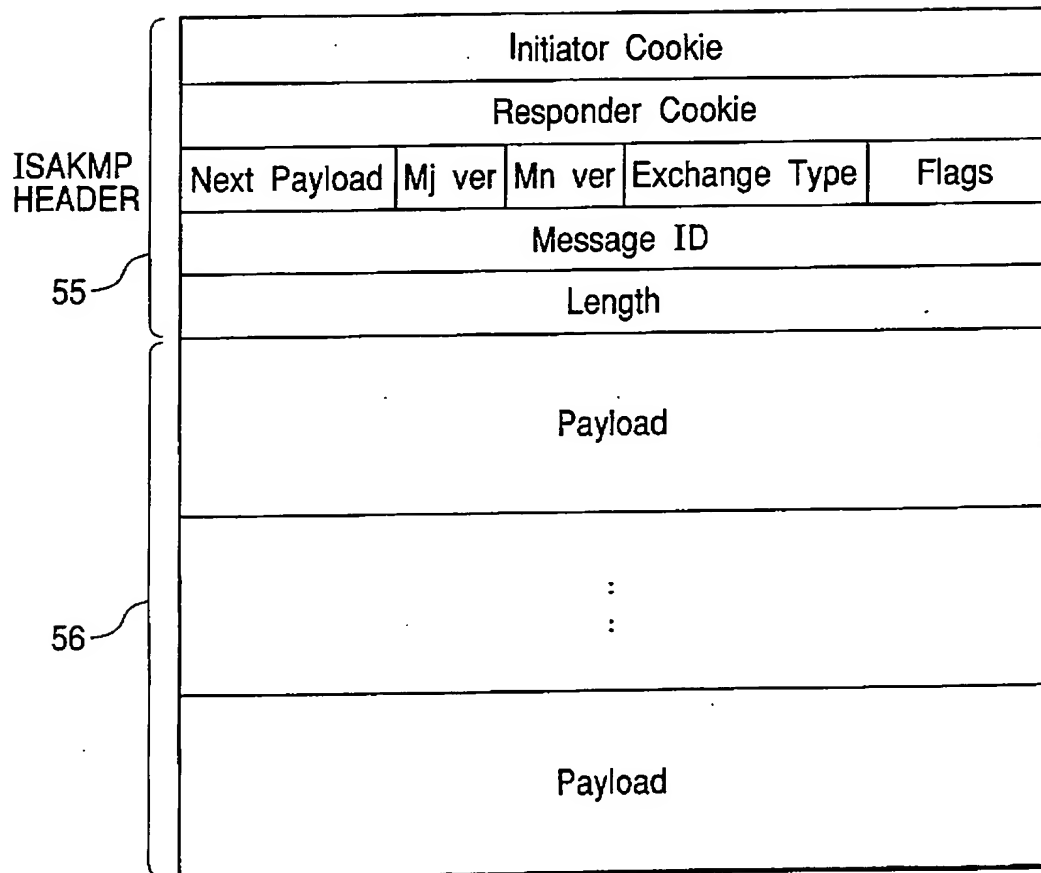 Initiator Cookie
Responder Cookie
ISAKMP
HEADER
Next Payload Mj ver Mn ver Exchange Type Flags
Message ID
55
Length
Payload
:
:
56
Payload